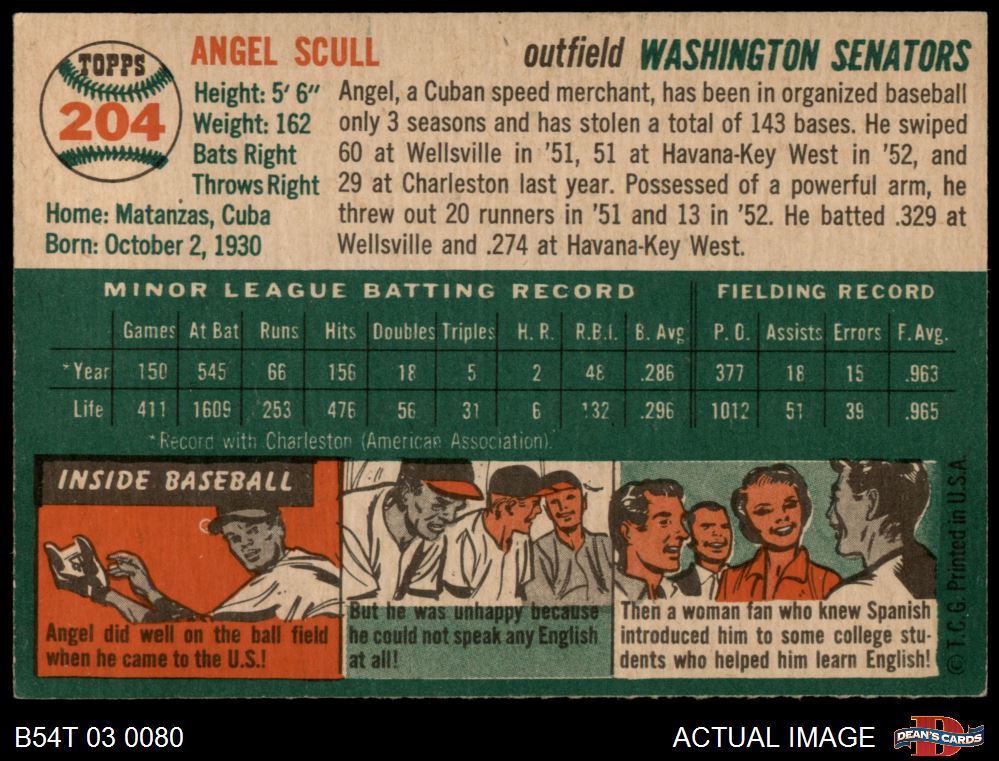 TOPPS
204
ANGEL SCULL
outfield WASHINGTON SENATORS
Height: 5' 6"
Weight: 162
Bats Right
Throws Right
Home: Matanzas, Cuba
Born: October 2, 1930
Angel, a Cuban speed merchant, has been in organized baseball
only 3 seasons and has stolen a total of 143 bases. He swiped
60 at Wellsville in '51, 51 at Havana-Key West in '52, and
29 at Charleston last year. Possessed of a powerful arm, he
threw out 20 runners in '51 and 13 in '52. He batted .329 at
Wellsville and .274 at Havana-Key West.
MINOR LEAGUE BATTING RECORD FIELDING RECORD
Games At Bat Runs Hits Doubles Triples H. R. R.B.I. B. Avg P. O. Assists Errors F. Avg.
*Year 150 545 66 156 18 5 2 48 .286 377 18 15 .963
Life 411 1609 253 476 56 31 6 132 .296 1012 51 39 .965
*Record with Charleston (American Association).
INSIDE BASEBALL
Angel did well on the ball field
when he came to the U.S.!
But he was unhappy because
he could not speak any English
at all!
Then a woman fan who knew Spanish
introduced him to some college stu-
dents who helped him learn English!
© T.C.G. Printed in U.S.A.
B54T 03 0080
ACTUAL IMAGE
DEAN'S CARDS